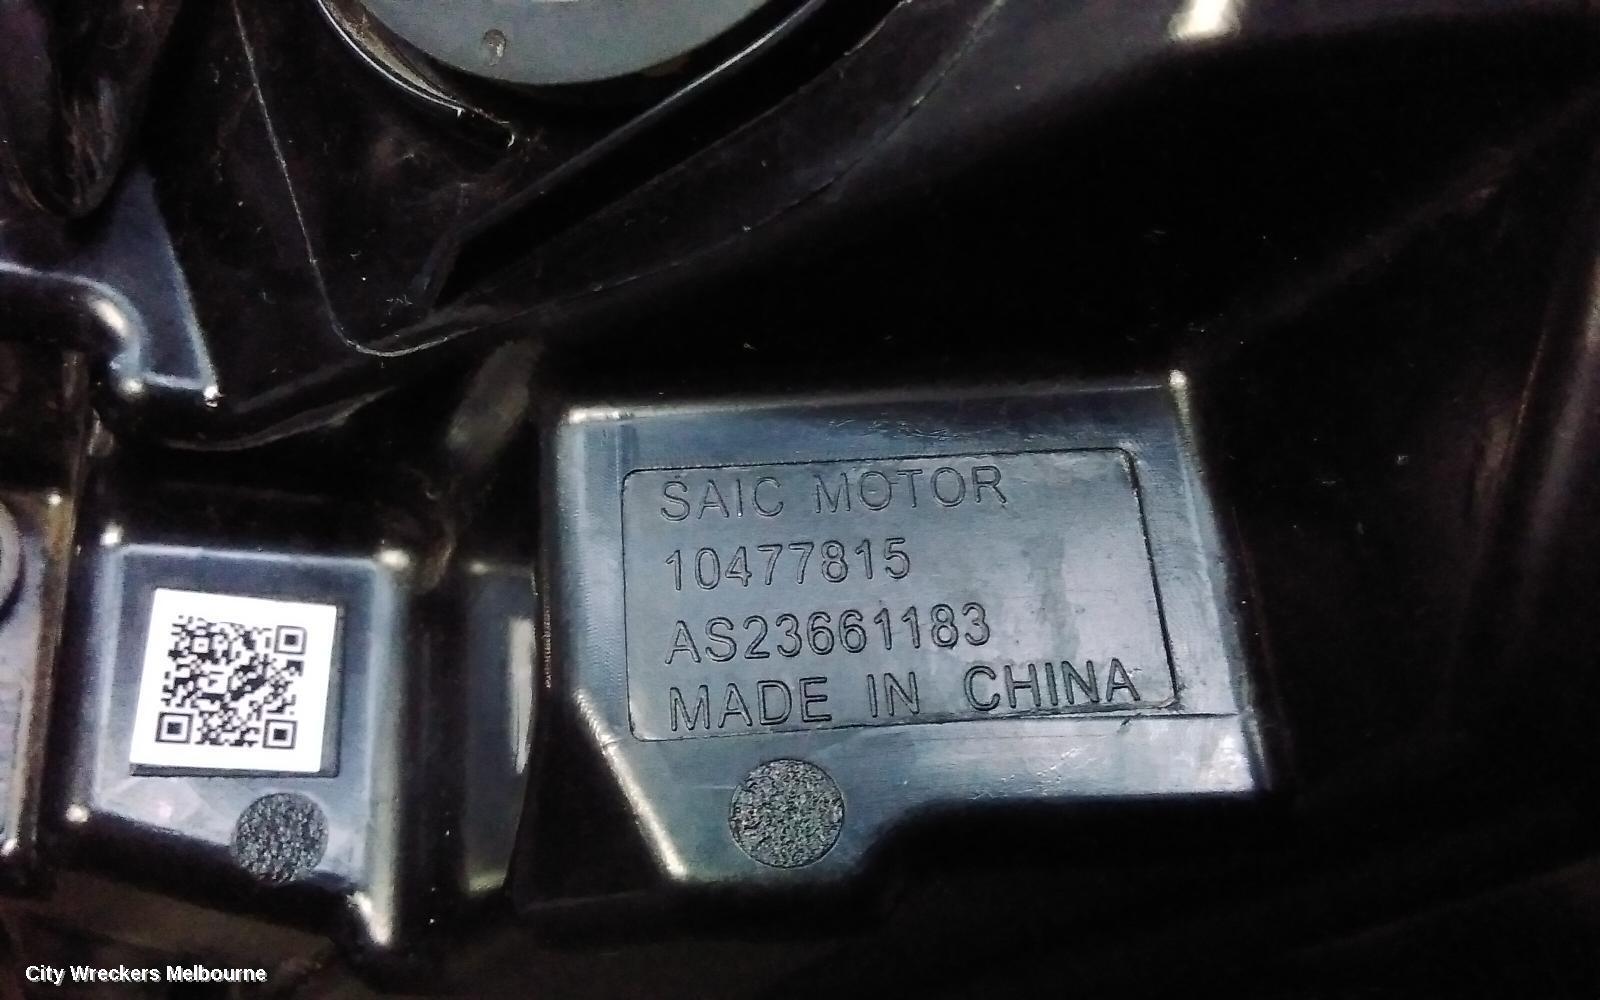 SAIC MOTOR
10477815
AS23661183
MADE IN CHINA
City Wreckers Melbourne